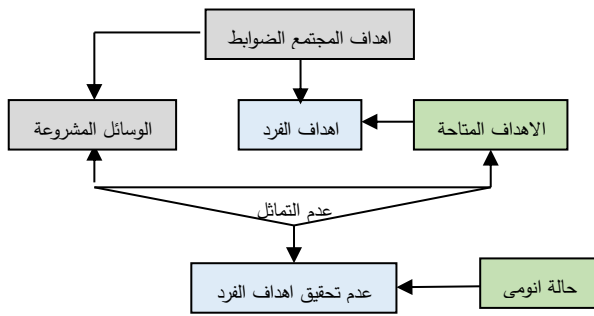 اهداف المجتمع الضوابط
الاهداف المتاحة
اهداف الفرد
الوسائل المشروعة
عدم التماثل
حالة انومى
عدم تحقيق اهداف الفرد